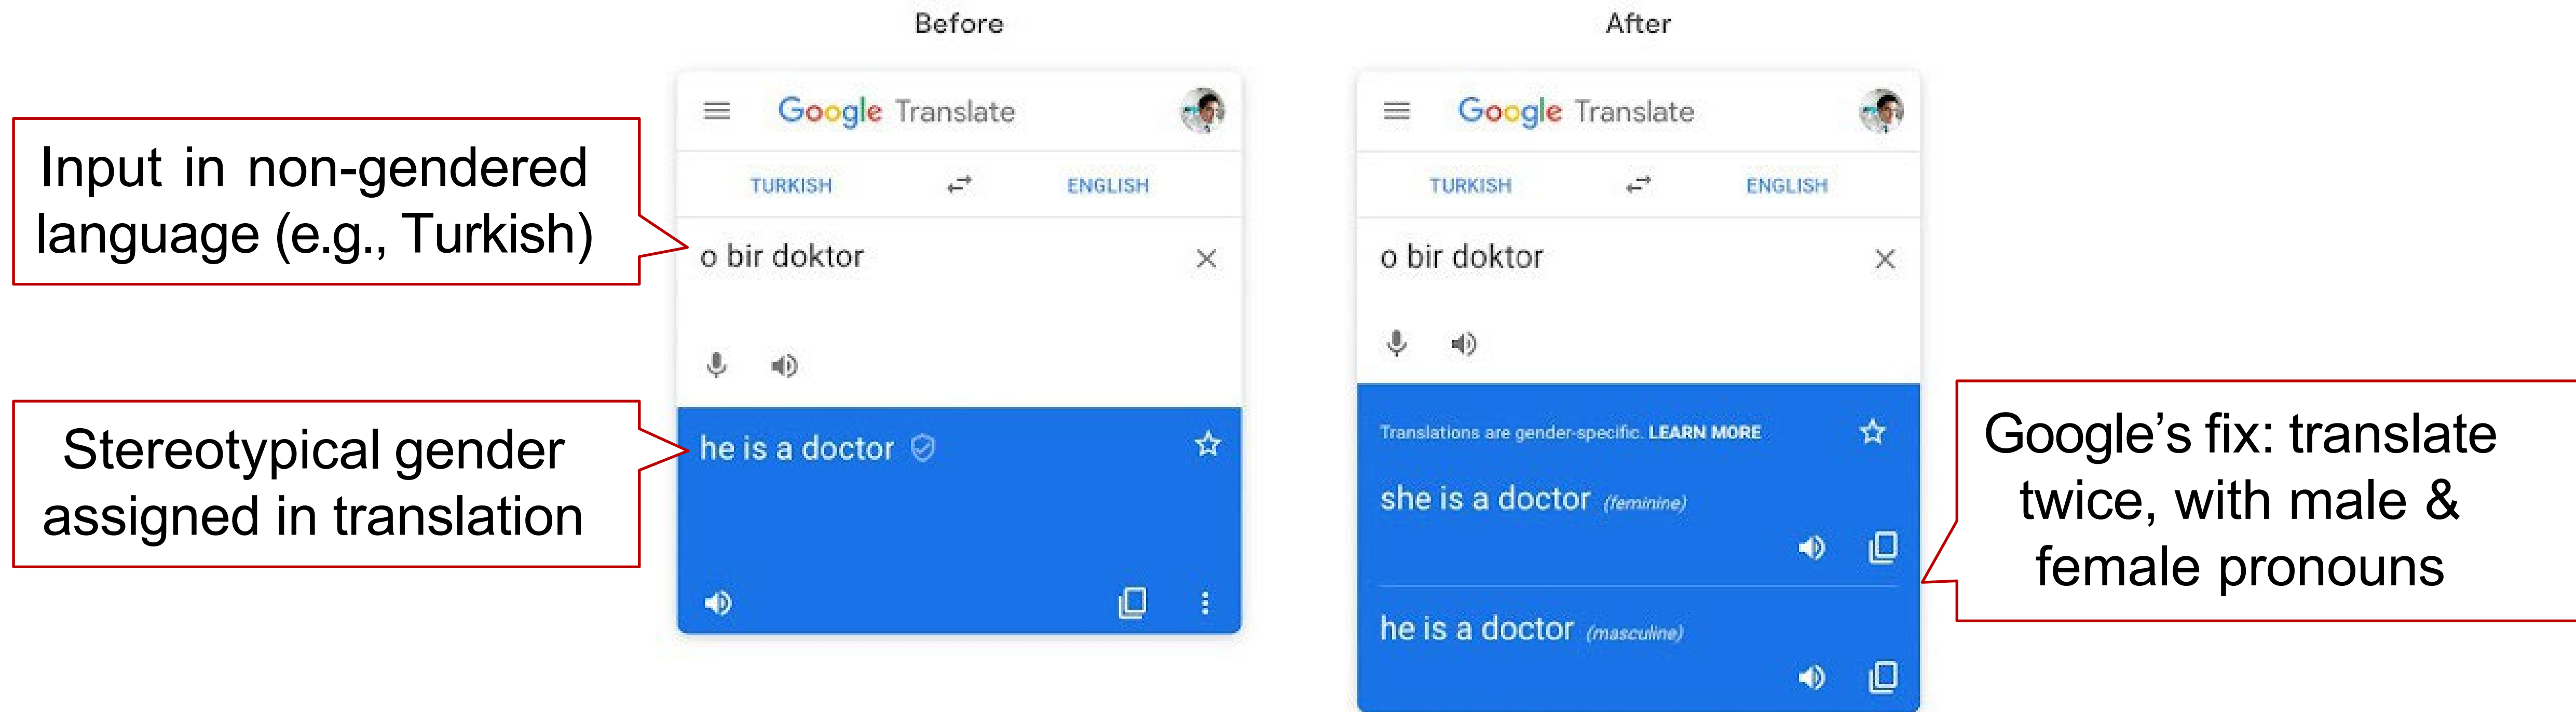 Before
Input in non-gendered
language (e.g., Turkish)
Stereotypical gender
assigned in translation
Google Translate
TURKISH ENGLISH
o bir doktor
he is a doctor
After
Google Translate
TURKISH ENGLISH
o bir doktor
Translations are gender-specific. LEARN MORE
she is a doctor (feminine)
he is a doctor (masculine)
Google’s fix: translate
twice, with male &
female pronouns